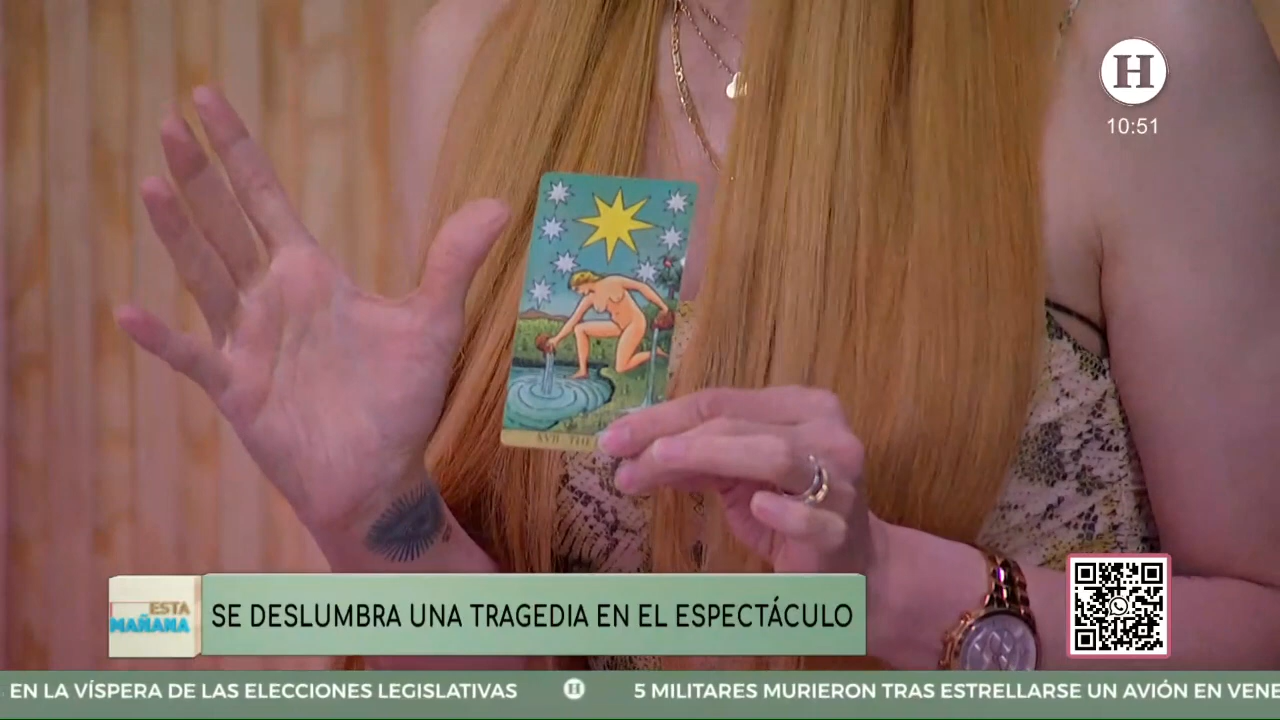 H
10:51
XVII
ESTA
MAÑANA
SE DESLUMBRA UNA TRAGEDIA EN EL ESPECTÁCULO
EN LA VÍSPERA DE LAS ELECCIONES LEGISLATIVAS H 5 MILITARES MURIERON TRAS ESTRELLARSE UN AVIÓN EN VENE